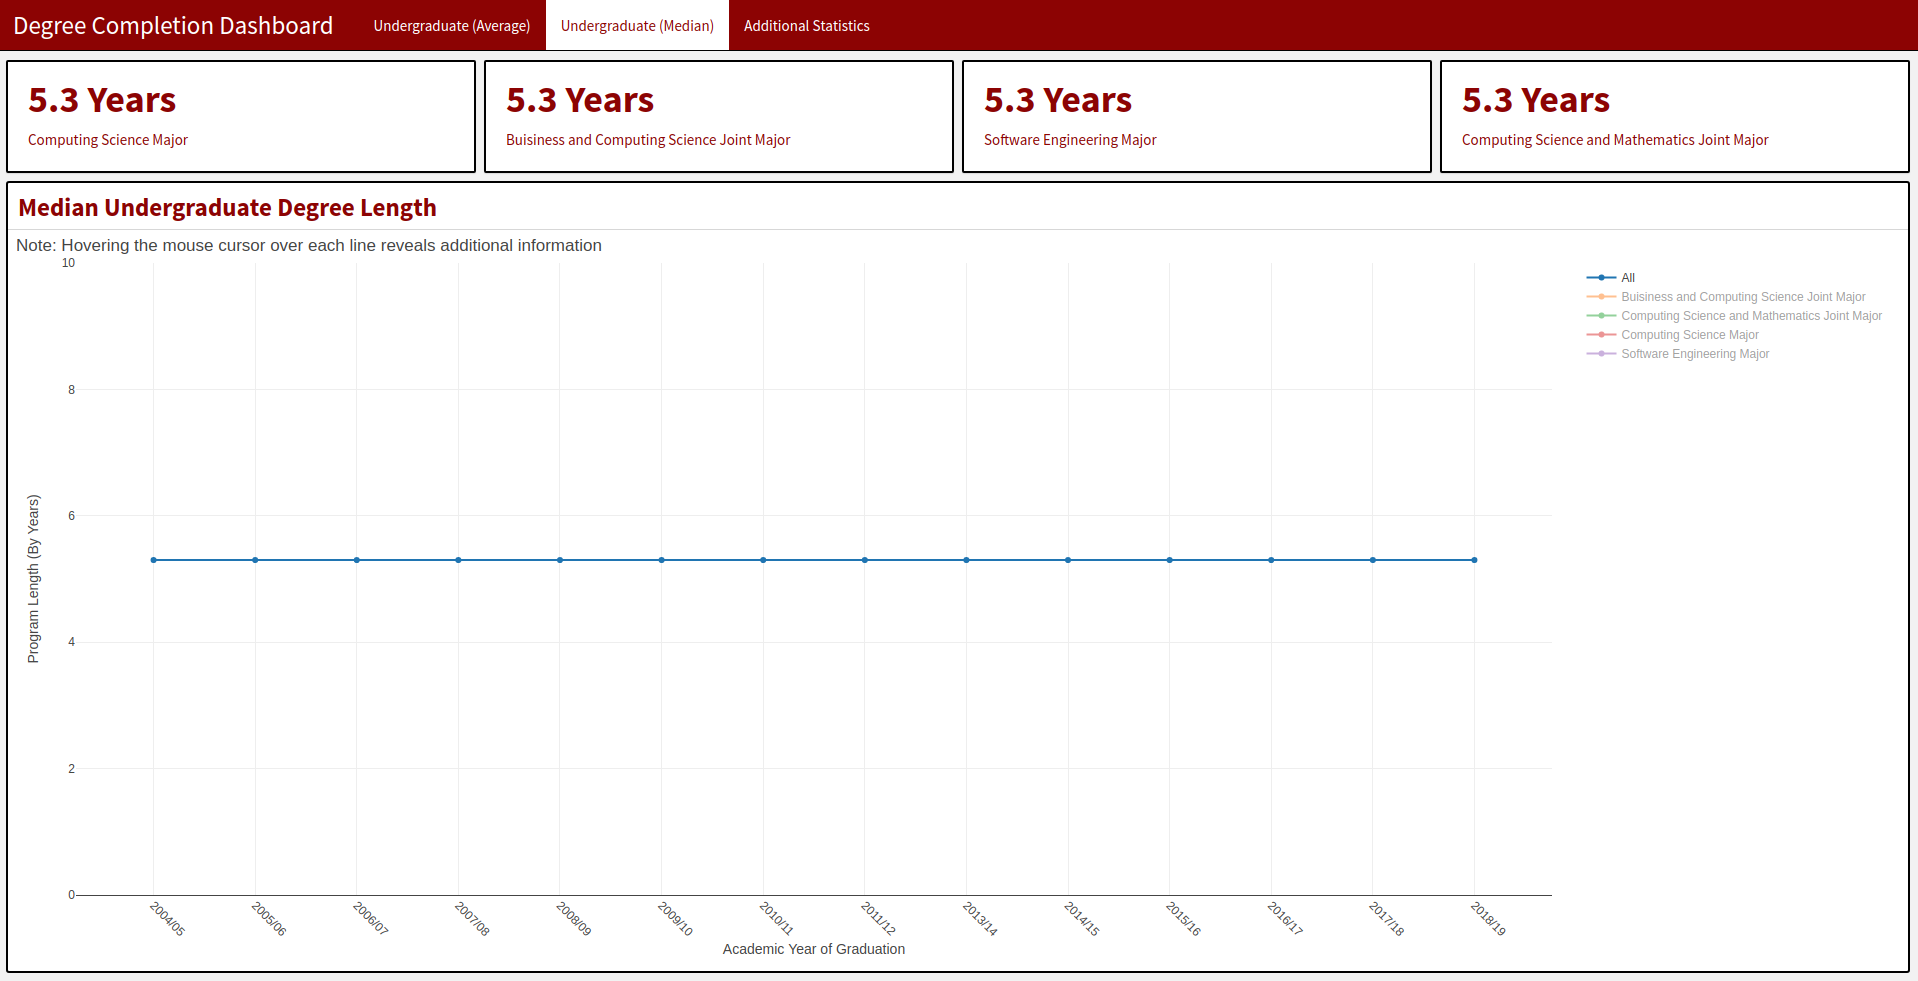 Degree Completion Dashboard
Undergraduate (Average)
Undergraduate (Median)
Additional Statistics
5.3 Years
Computing Science Major
5.3 Years
Buisiness and Computing Science Joint Major
5.3 Years
Software Engineering Major
5.3 Years
Computing Science and Mathematics Joint Major
Median Undergraduate Degree Length
Note: Hovering the mouse cursor over each line reveals additional information
10
8
6
4
2
0
Program Length (By Years)
2004/05
2005/06
2006/07
2007/08
2008/09
2009/10
2010/11
2011/12
2013/14
2014/15
2015/16
2016/17
2017/18
2018/19
Academic Year of Graduation
All
Buisiness and Computing Science Joint Major
Computing Science and Mathematics Joint Major
Computing Science Major
Software Engineering Major